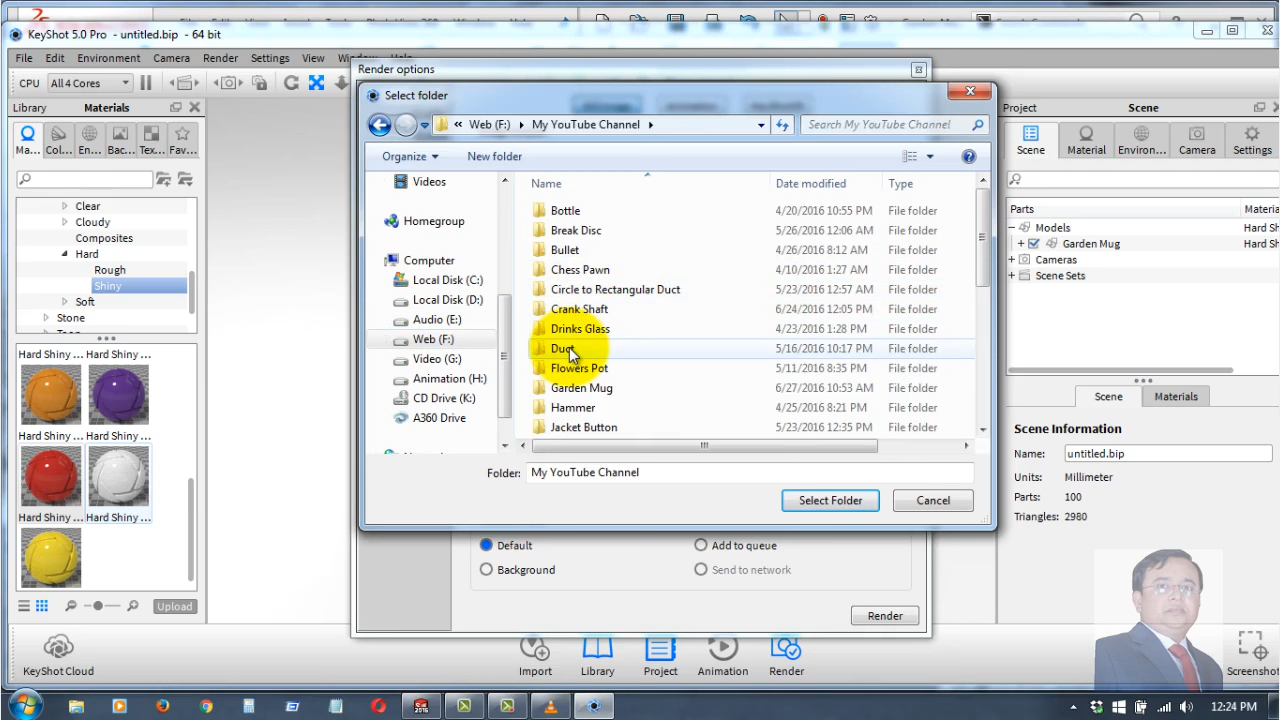 KeyShot 5.0 Pro - untitled.bip - 64 bit
File Edit Environment Camera Render Settings View Window Help
CPU All 4 Cores
Library Materials
Ma... Col... En... Bac... Tex... Fav...
Clear
Cloudy
Composites
Hard
Rough
Shiny
Soft
Stone
Hard Shiny ...
Hard Shiny ... Hard Shiny ...
Hard Shiny ... Hard Shiny ...
Upload
KeyShot Cloud
Render options
Select folder
« Web (F:) My YouTube Channel
Search My YouTube Channel
Organize New folder
Videos
Homegroup
Computer
Local Disk (C:)
Local Disk (D:)
Audio (E:)
Web (F:)
Video (G:)
Animation (H:)
CD Drive (K:)
A360 Drive
Name Date modified Type
Bottle 4/20/2016 10:55 PM File folder
Break Disc 5/26/2016 12:06 AM File folder
Bullet 4/26/2016 8:12 AM File folder
Chess Pawn 4/10/2016 1:27 AM File folder
Circle to Rectangular Duct 5/23/2016 12:57 AM File folder
Crank Shaft 6/24/2016 12:05 PM File folder
Drinks Glass 4/23/2016 1:28 PM File folder
Duct 5/16/2016 10:17 PM File folder
Flowers Pot 5/11/2016 8:35 PM File folder
Garden Mug 6/27/2016 10:53 AM File folder
Hammer 4/25/2016 8:21 PM File folder
Jacket Button 5/23/2016 12:35 PM File folder
Folder: My YouTube Channel
Select Folder Cancel
Default Add to queue
Background Send to network
Render
Import Library Project Animation Render
Project Scene
Scene Material Environ... Camera Settings
Parts Materia
Models Hard S
Garden Mug Hard S
Cameras
Scene Sets
Scene Materials
Scene Information
Name: untitled.bip
Units: Millimeter
Parts: 100
Triangles: 2980
Screenshot
12:24 PM